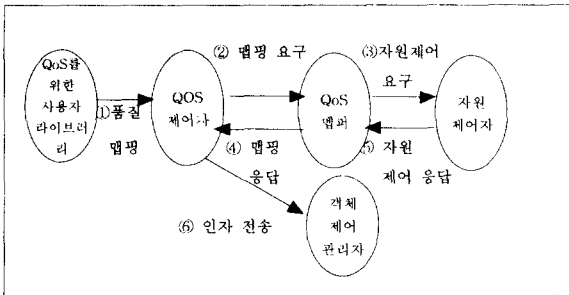 QoS를
위한
사용자
라이브러
리
①품질
맵핑
QOS
제어자
② 맵핑 요구
QoS
맵퍼
③자원제어
요구
자원
제어자
④ 맵핑
응답
⑤ 자원
제어 응답
⑥ 인자 전송
객체
제어
관리자